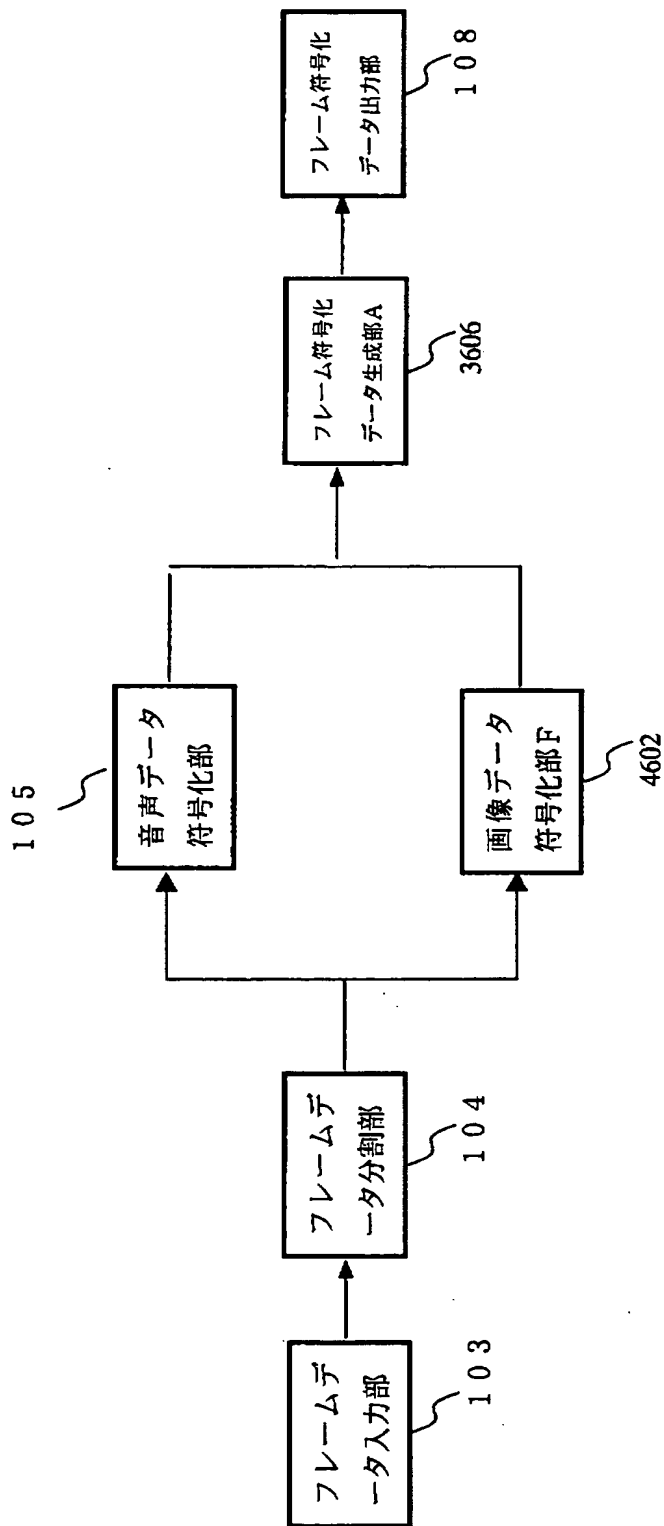 フレームデ
ータ入力部
103
フレームデ
ータ分割部
104
105
音声データ
符号化部
画像データ
符号化部F
4602
フレーム符号化
データ生成部A
3606
フレーム符号化
データ出力部
108